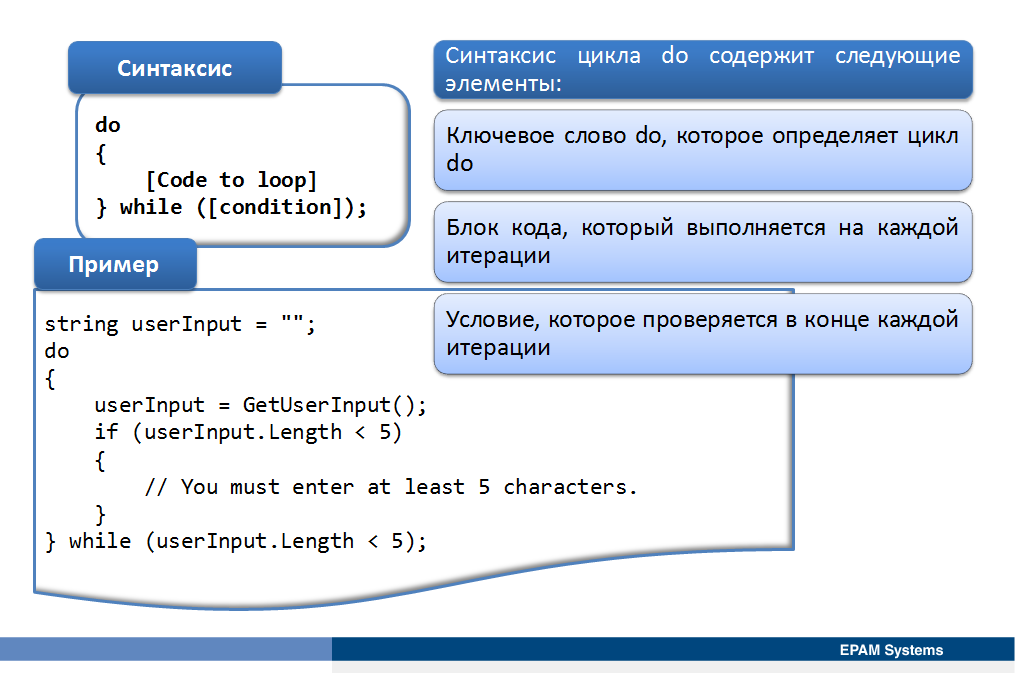 Синтаксис
do
{
    [Code to loop]
} while ([condition]);
Синтаксис цикла do содержит следующие
элементы:
Ключевое слово do, которое определяет цикл
do
Блок кода, который выполняется на каждой
итерации
Условие, которое проверяется в конце каждой
итерации
Пример
string userInput = "";
do
{
    userInput = GetUserInput();
    if (userInput.Length < 5)
    {
        // You must enter at least 5 characters.
    }
} while (userInput.Length < 5);
EPAM Systems